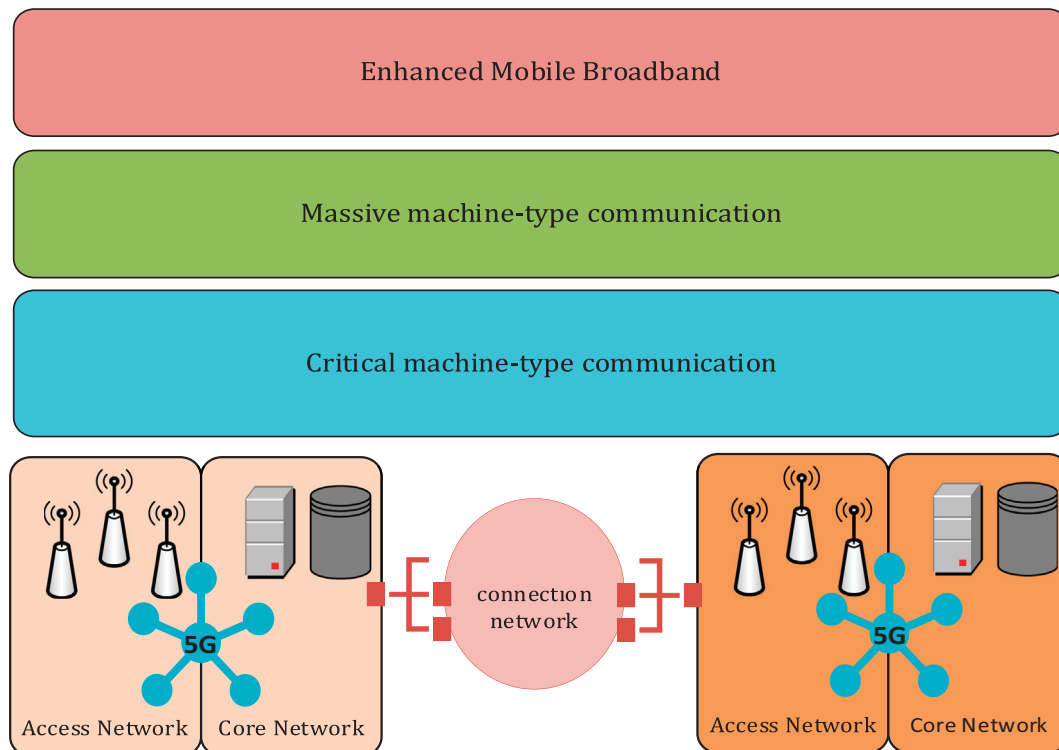 Enhanced Mobile Broadband
Massive machine-type communication
Critical machine-type communication
connection
network
5G
5G
Access Network
Core Network
Access Network
Core Network